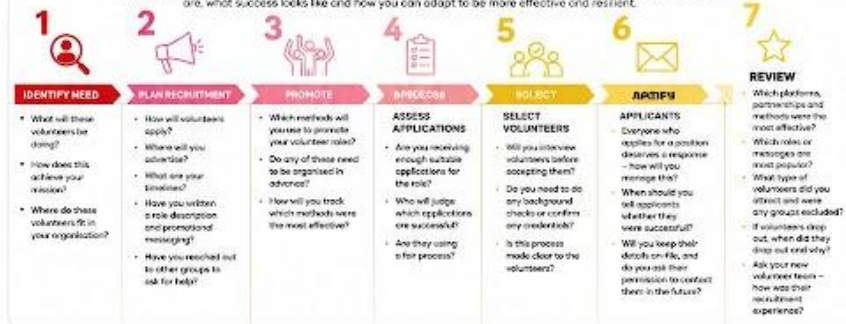 are, what success looks like and how you can adapt to be more effective and resilient.
1
2
3
4
5
6
7
IDENTIFY NEED
PLAN RECRUITMENT
PROMOTE
SELECT
REVIEW
• What will these
volunteers be
doing?
• How does this
achieve your
mission?
• Where do these
volunteers fit in
your organisation?
• How will volunteers
apply?
• Where will you
advertise?
• What are your
timelines?
• Have you written
a role description
and promotional
messaging?
• Have you reached out
to other groups to
ask for help?
• Which methods will
you use to promote
your volunteer roles?
• Do any of these need
to be organised in
advance?
• How will you track
which methods were
the most effective?
ASSESS
APPLICATIONS
• Are you receiving
enough suitable
applications for
the role?
• Who will judge
which applications
are successful?
• Are they using
a fair process?
SELECT
VOLUNTEERS
• Will you interview
volunteers before
accepting them?
• Do you need to do
any background
checks or confirm
any credentials?
• Is this process
made clear to the
volunteers?
APPLICANTS
• Everyone who
applies for a position
deserves a response
– how will you
manage this?
• When should you
tell applicants
whether they
were successful?
• Will you keep their
details on-file, and
do you ask their
permission to contact
them in the future?
• Which platforms,
partnerships and
methods were the
most effective?
• Which roles or
messages are
most popular?
• What type of
volunteers did you
attract and were
any groups excluded?
• If volunteers drop
out, when did they
drop out and why?
• Ask your new
volunteer team –
how was their
recruitment
experience?